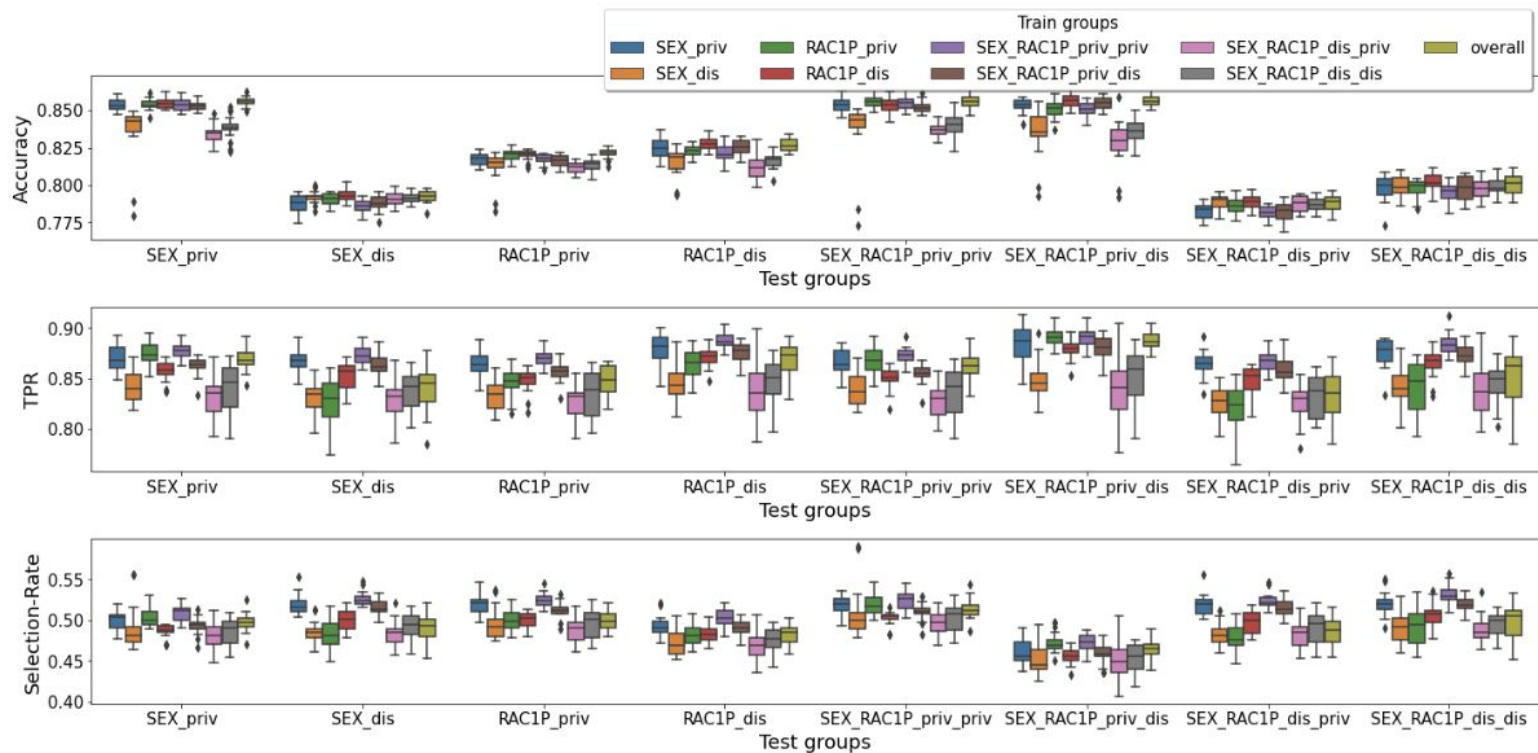 Train groups
SEX_priv RAC1P_priv SEX_RAC1P_priv_priv SEX_RAC1P_dis_priv overall
SEX_dis RAC1P_dis SEX_RAC1P_priv_dis SEX_RAC1P_dis_dis
Accuracy
0.850
0.825
0.800
0.775
SEX_priv SEX_dis RAC1P_priv RAC1P_dis SEX_RAC1P_priv_priv SEX_RAC1P_priv_dis SEX_RAC1P_dis_priv SEX_RAC1P_dis_dis
Test groups
TPR
0.90
0.85
0.80
SEX_priv SEX_dis RAC1P_priv RAC1P_dis SEX_RAC1P_priv_priv SEX_RAC1P_priv_dis SEX_RAC1P_dis_priv SEX_RAC1P_dis_dis
Test groups
Selection-Rate
0.55
0.50
0.45
0.40
SEX_priv SEX_dis RAC1P_priv RAC1P_dis SEX_RAC1P_priv_priv SEX_RAC1P_priv_dis SEX_RAC1P_dis_priv SEX_RAC1P_dis_dis
Test groups